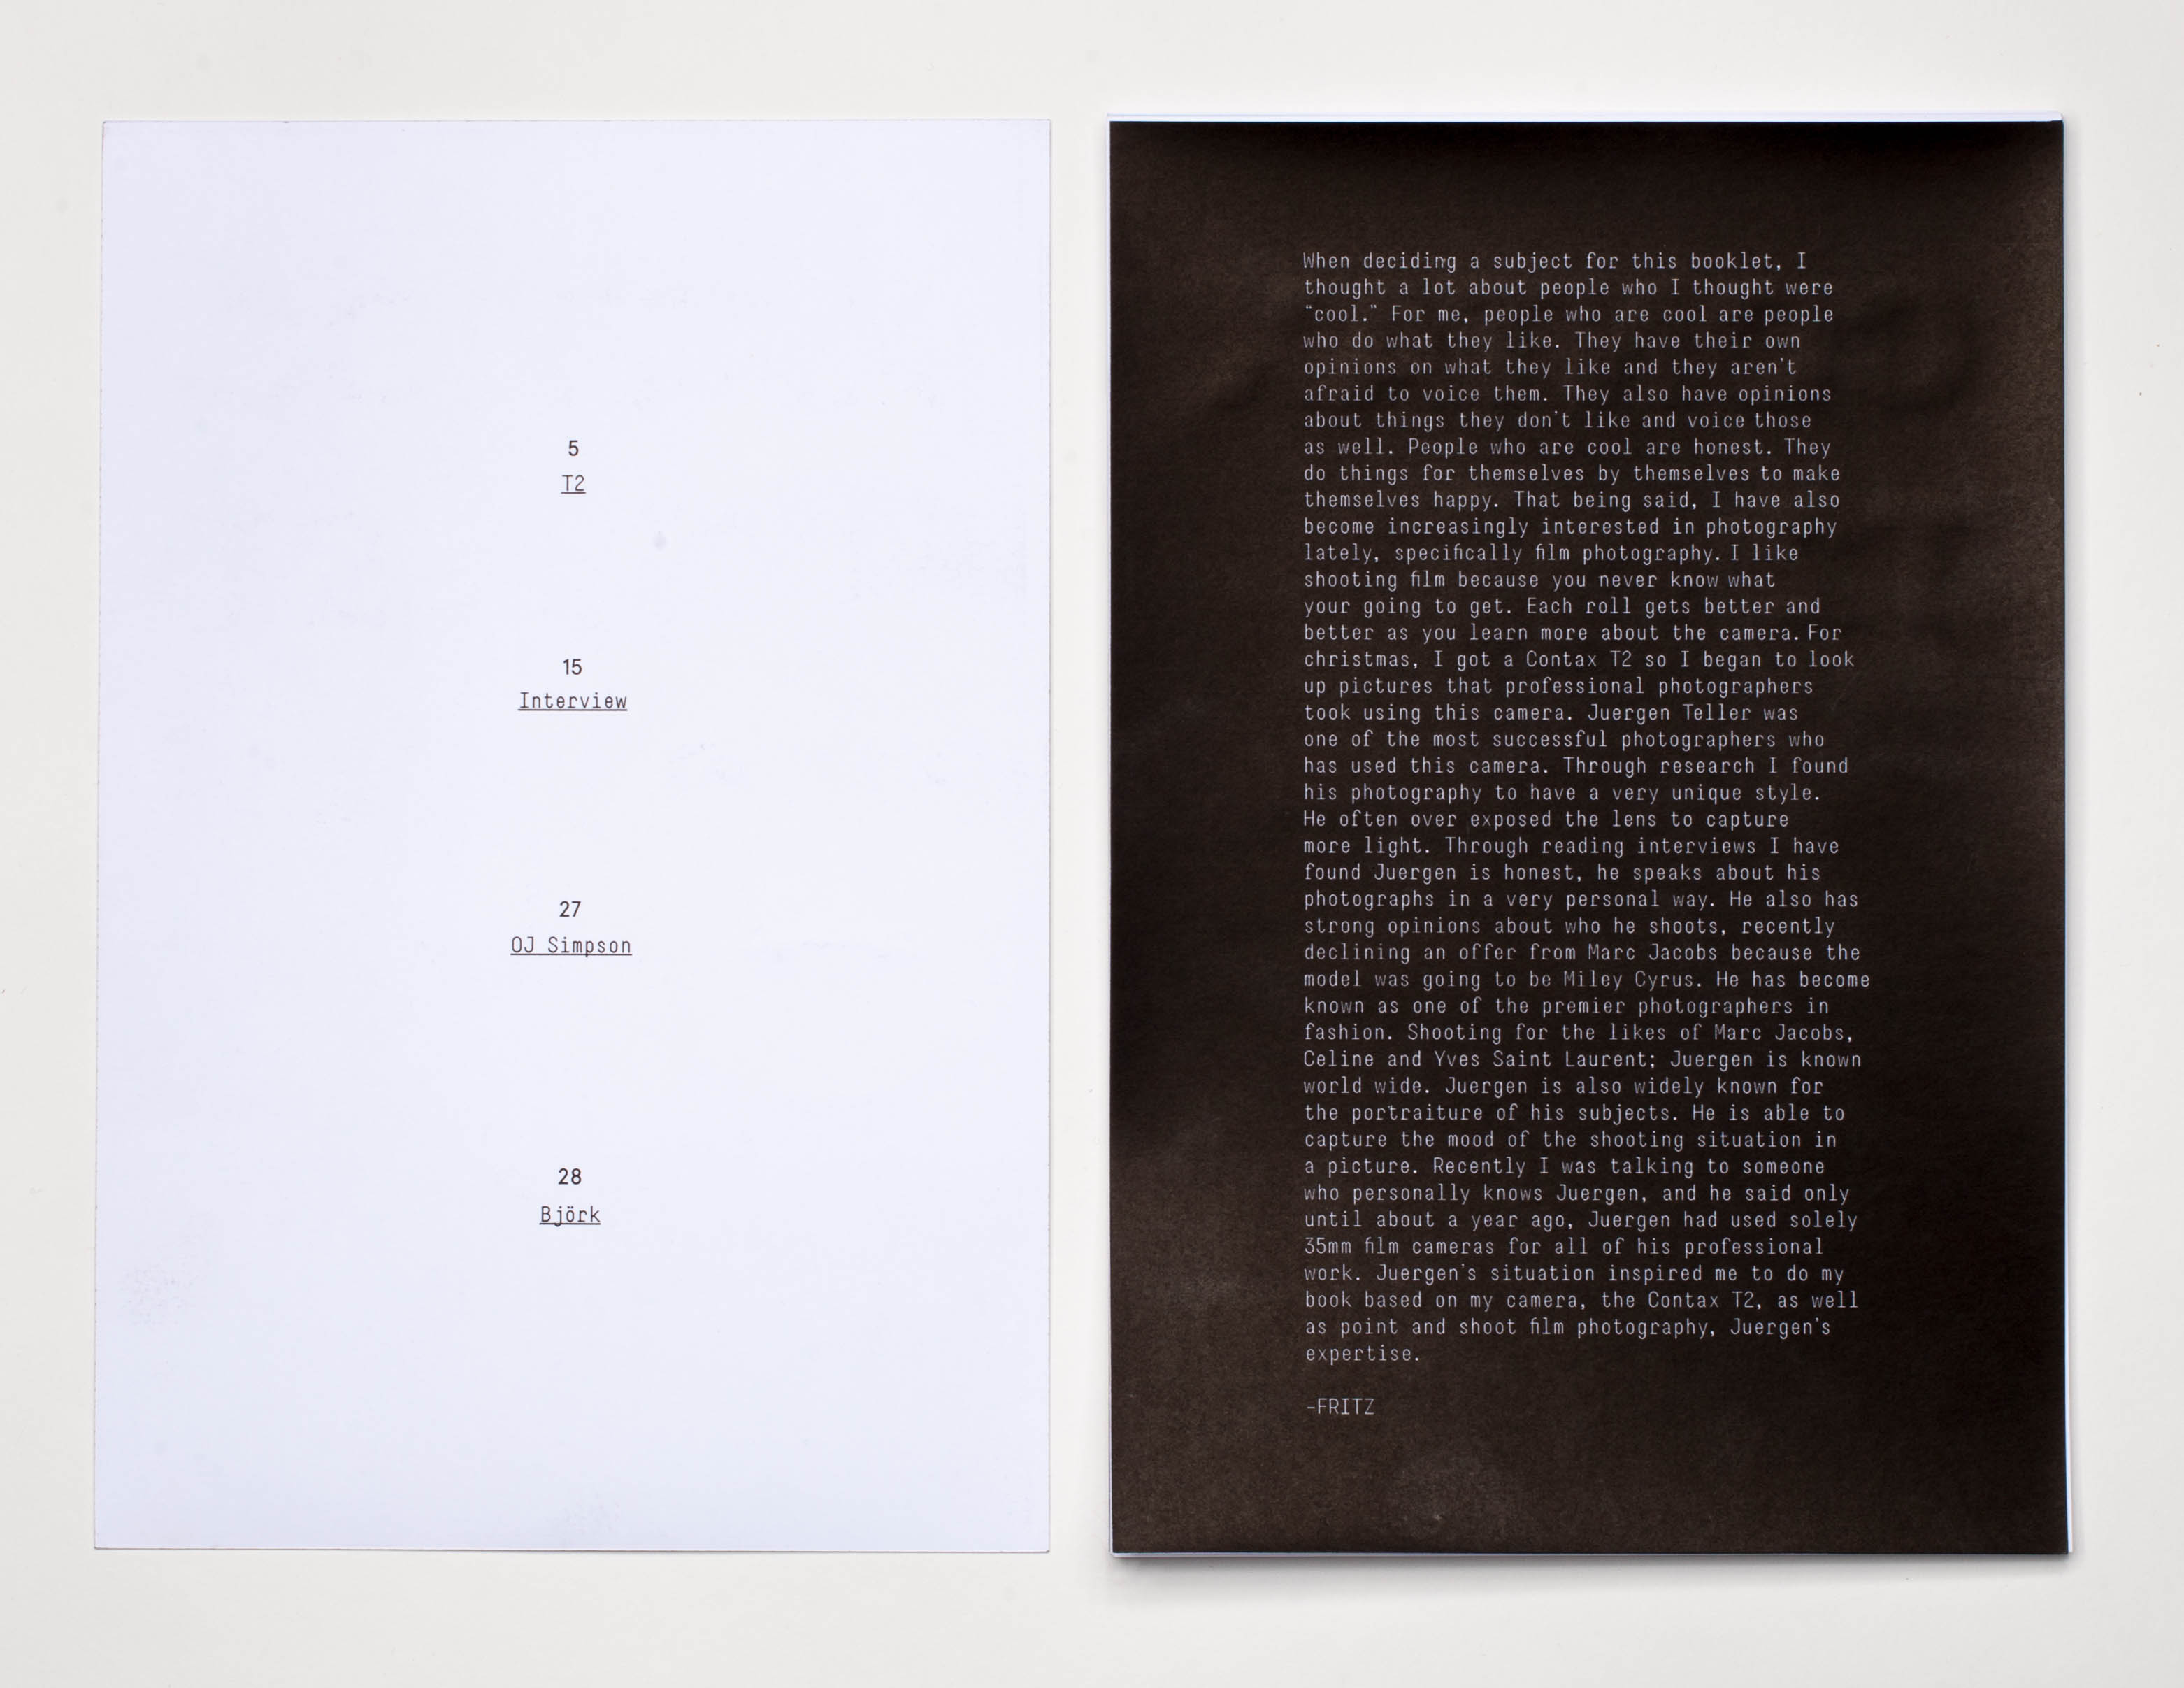 5
T2
15
Interview
27
OJ Simpson
28
Björk
When deciding a subject for this booklet, I
thought a lot about people who I thought were
“cool.” For me, people who are cool are people
who do what they like. They have their own
opinions on what they like and they aren't
afraid to voice them. They also have opinions
about things they don't like and voice those
as well. People who are cool are honest. They
do things for themselves by themselves to make
themselves happy. That being said, I have also
become increasingly interested in photography
lately, specifically film photography. I like
shooting film because you never know what
your going to get. Each roll gets better and
better as you learn more about the camera. For
christmas, I got a Contax T2 so I began to look
up pictures that professional photographers
took using this camera. Juergen Teller was
one of the most successful photographers who
has used this camera. Through research I found
his photography to have a very unique style.
He often over exposed the lens to capture
more light. Through reading interviews I have
found Juergen is honest, he speaks about his
photographs in a very personal way. He also has
strong opinions about who he shoots, recently
declining an offer from Marc Jacobs because the
model was going to be Miley Cyrus. He has become
known as one of the premier photographers in
fashion. Shooting for the likes of Marc Jacobs,
Celine and Yves Saint Laurent; Juergen is known
world wide. Juergen is also widely known for
the portraiture of his subjects. He is able to
capture the mood of the shooting situation in
a picture. Recently I was talking to someone
who personally knows Juergen, and he said only
until about a year ago, Juergen had used solely
35mm film cameras for all of his professional
work. Juergen's situation inspired me to do my
book based on my camera, the Contax T2, as well
as point and shoot film photography, Juergen's
expertise.
-FRITZ